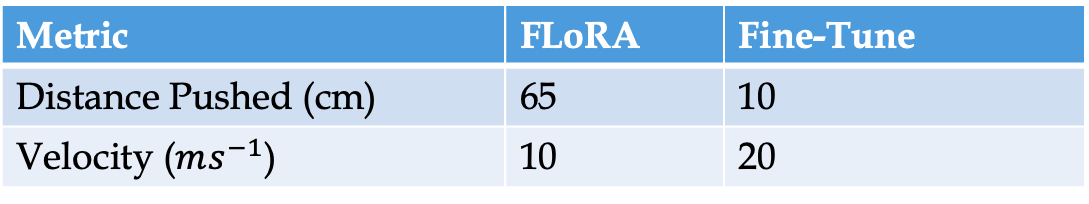 Metric FLoRA Fine-Tune
Distance Pushed (cm) 65 10
Velocity (ms⁻¹) 10 20